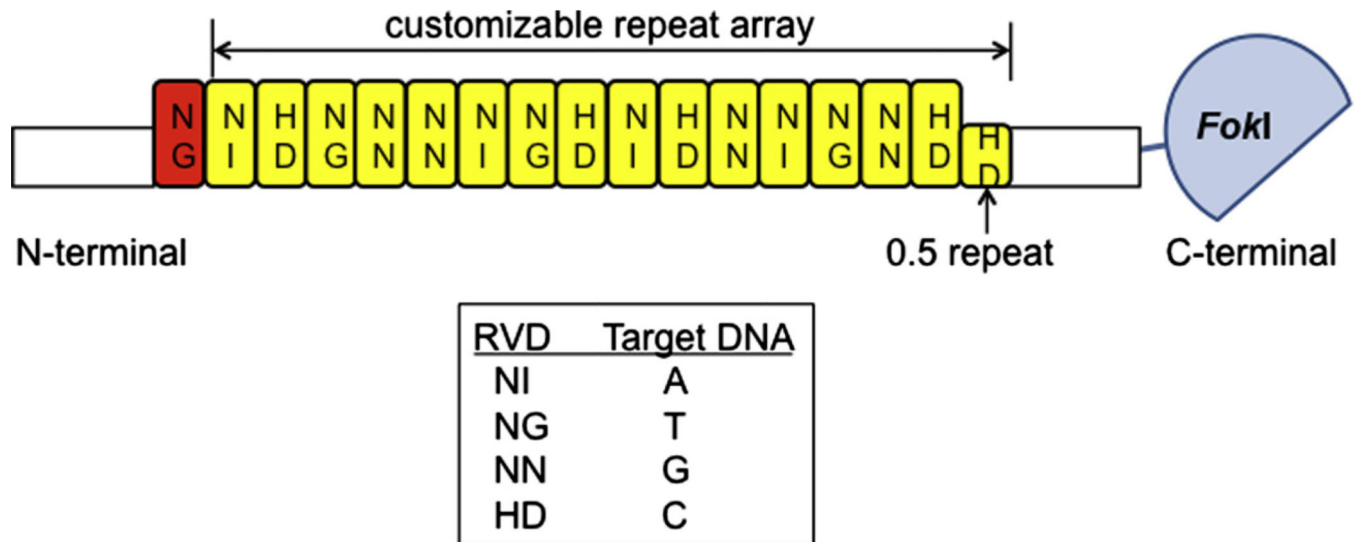 customizable repeat array
N N H N N N N N H N H N N N N H H
G I D G N N I G D I D N I G N D D
FokI
N-terminal
0.5 repeat
C-terminal
RVD Target DNA
NI A
NG T
NN G
HD C